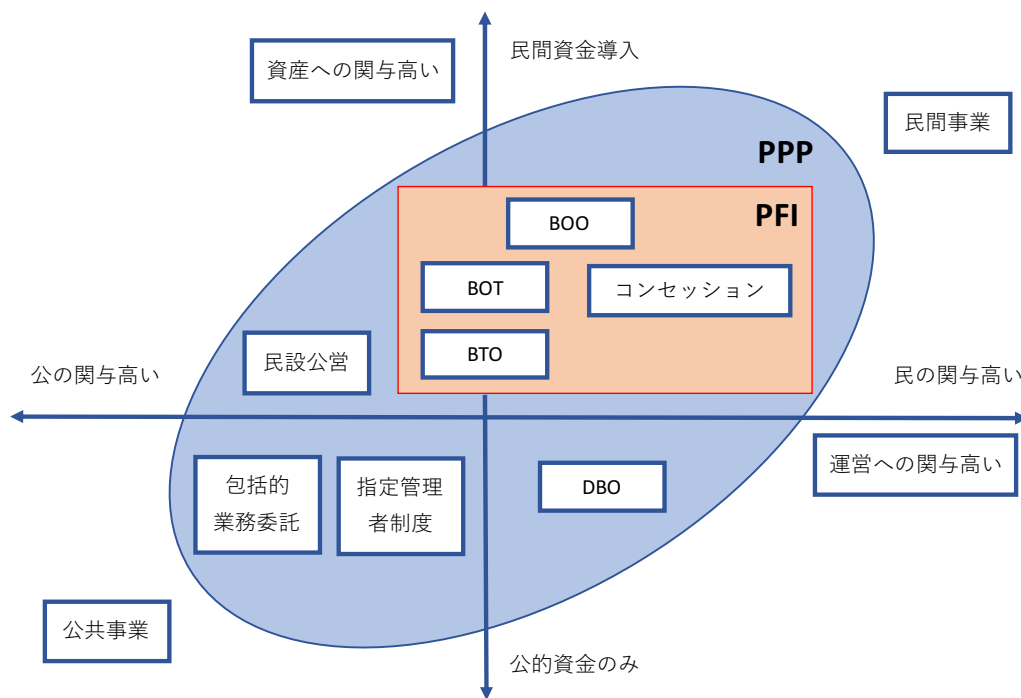 民間資金導入
資産への関与高い
民間事業
PPP
PFI
BOO
BOT
コンセッション
BTO
民設公営
公の関与高い
民の関与高い
運営への関与高い
包括的
業務委託
指定管理
者制度
DBO
公共事業
公的資金のみ